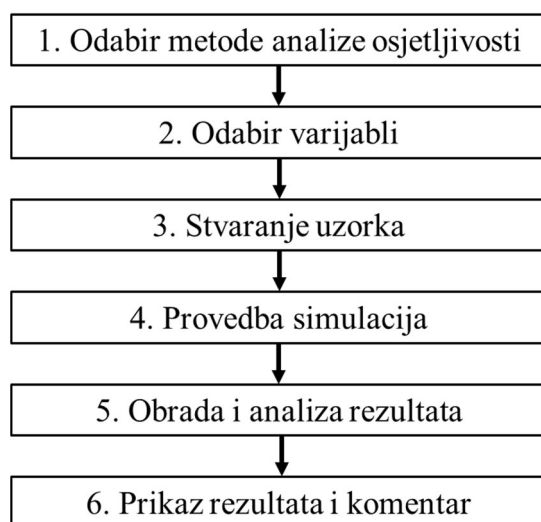 1. Odabir metode analize osjetljivosti
2. Odabir varijabli
3. Stvaranje uzorka
4. Provedba simulacija
5. Obrada i analiza rezultata
6. Prikaz rezultata i komentar